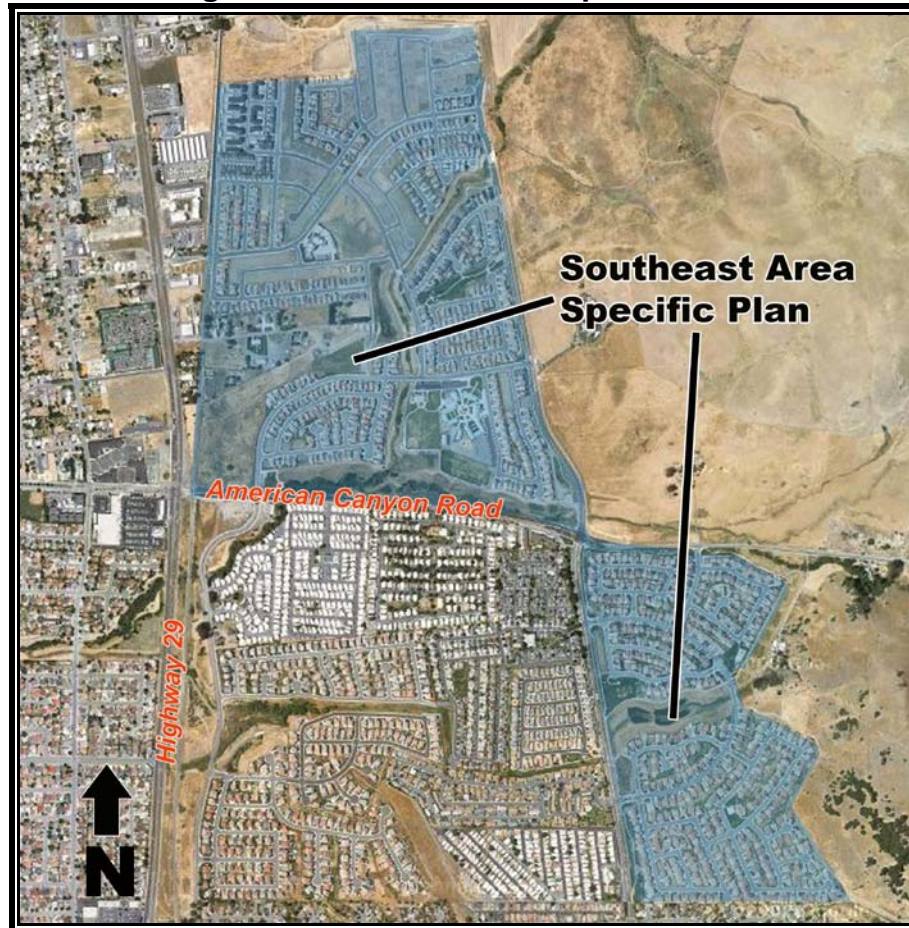 Southeast Area
Specific Plan
American Canyon Road
Highway 29
N